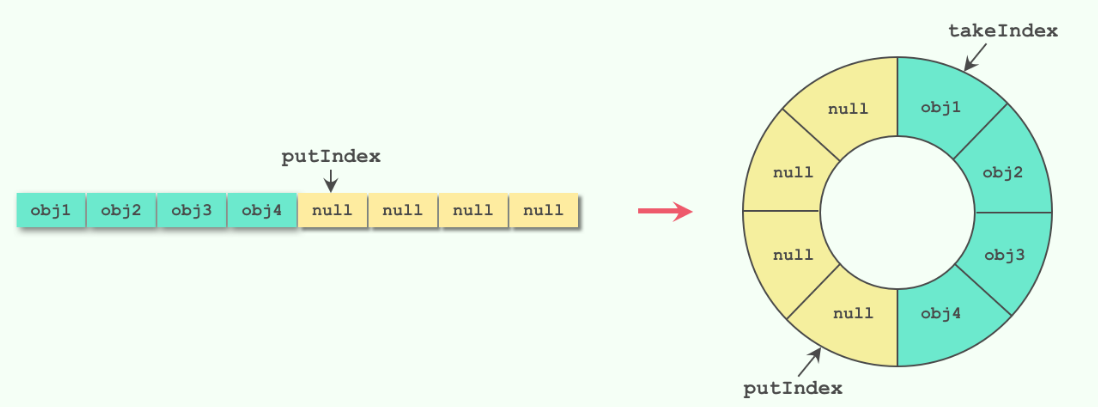 putIndex
obj1 obj2 obj3 obj4 null null null null
takeIndex
null obj1
null obj2
null obj3
null obj4
putIndex